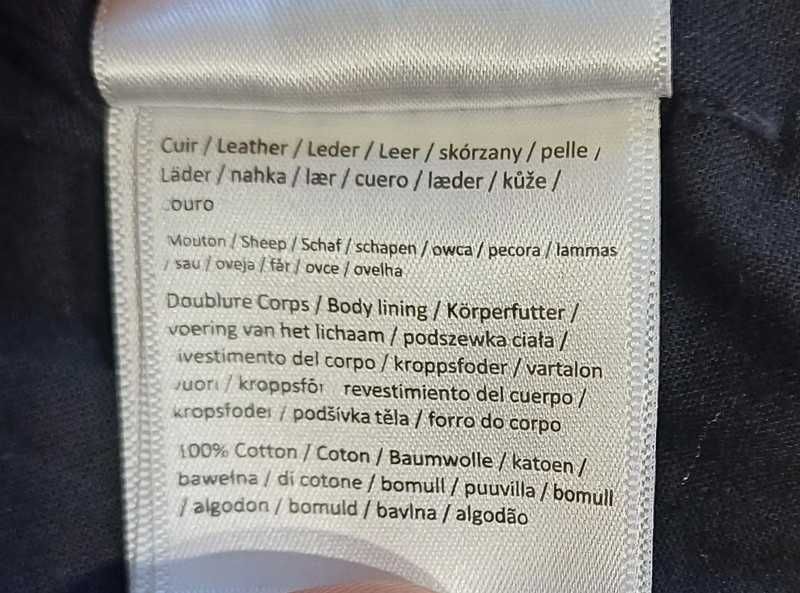 Cuir / Leather / Leder / Leer / skórzany / pelle /
Läder / nahka / lær / cuero / læder / kůže /
couro
Mouton / Sheep / Schaf / schapen / owca / pecora / lammas
/ sau / oveja / får / ovce / ovelha
Doublure Corps / Body lining / Körperfutter /
voering van het lichaam / podszewka ciała /
ivestimento del corpo / kroppsfoder / vartalon
vuori / kroppsfôr revestimiento del cuerpo /
kropsfoder / podšívka těla / forro do corpo
100% Cotton / Coton / Baumwolle / katoen /
bawełna / di cotone / bomull / puuvilla / bomull
/ algodon / bomuld / bavlna / algodão